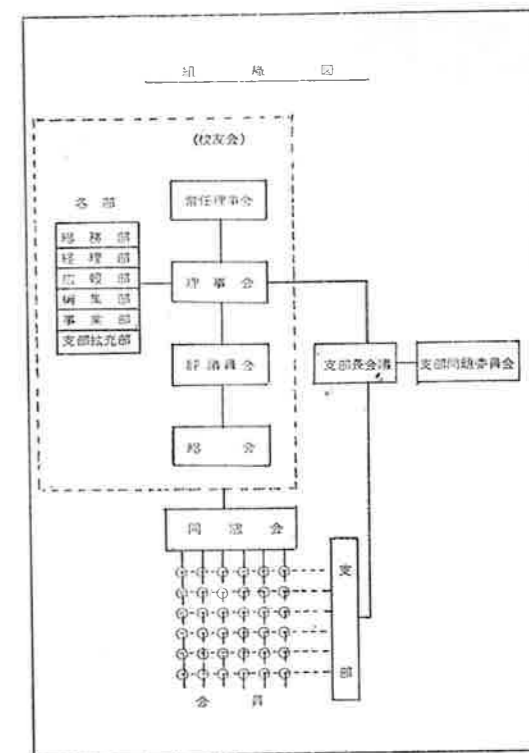 組織図
(校友会)
各部
常任理事会
総務部
経理部
広報部
編集部
事業部
支部拡充部
理事会
評議員会
支部長会議
支部問題委員会
総会
同窓会
支部
会員